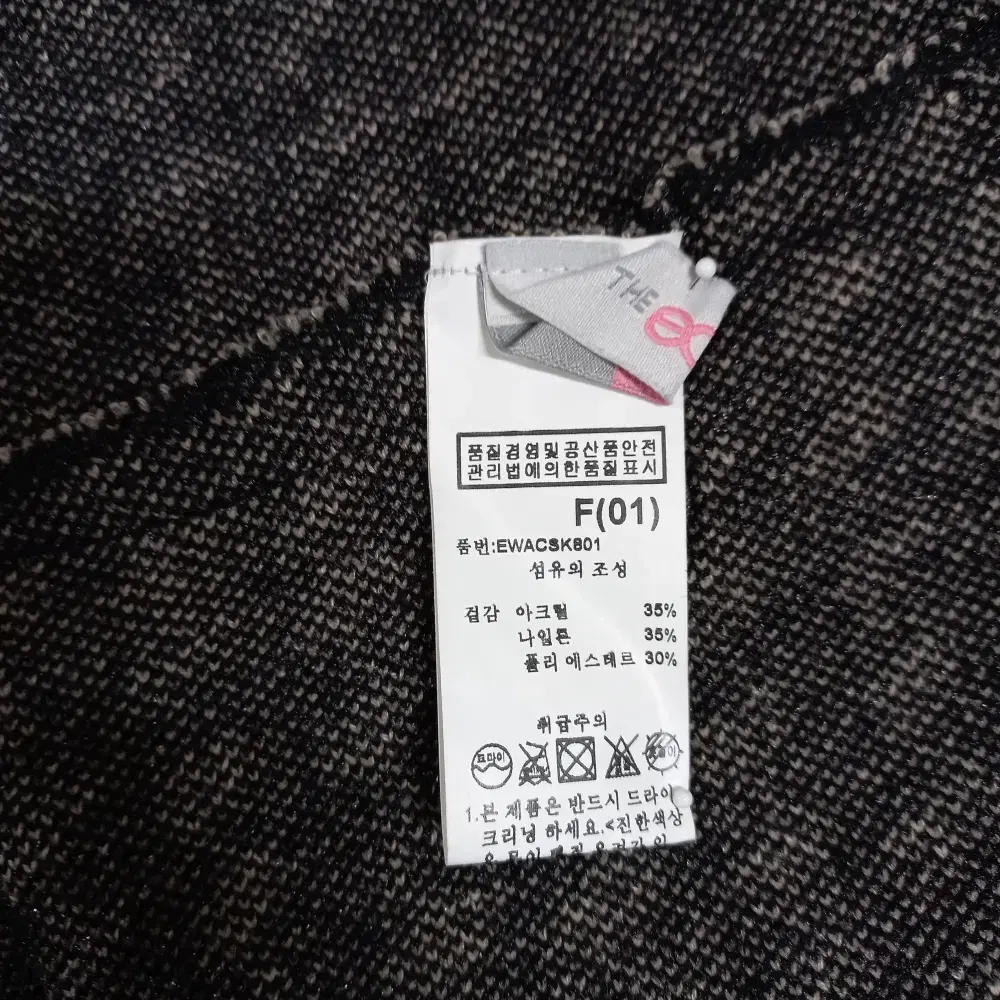 THE
품질경영및공산품안전
관리법에의한품질표시
F(01)
품번:EWACSK801
섬유의 조성
겉감 아크릴 35%
나일론 35%
폴리에스테르 30%
취급주의
드라이
1.본 제품은 반드시 드라이
크리닝 하세요.<진한색상